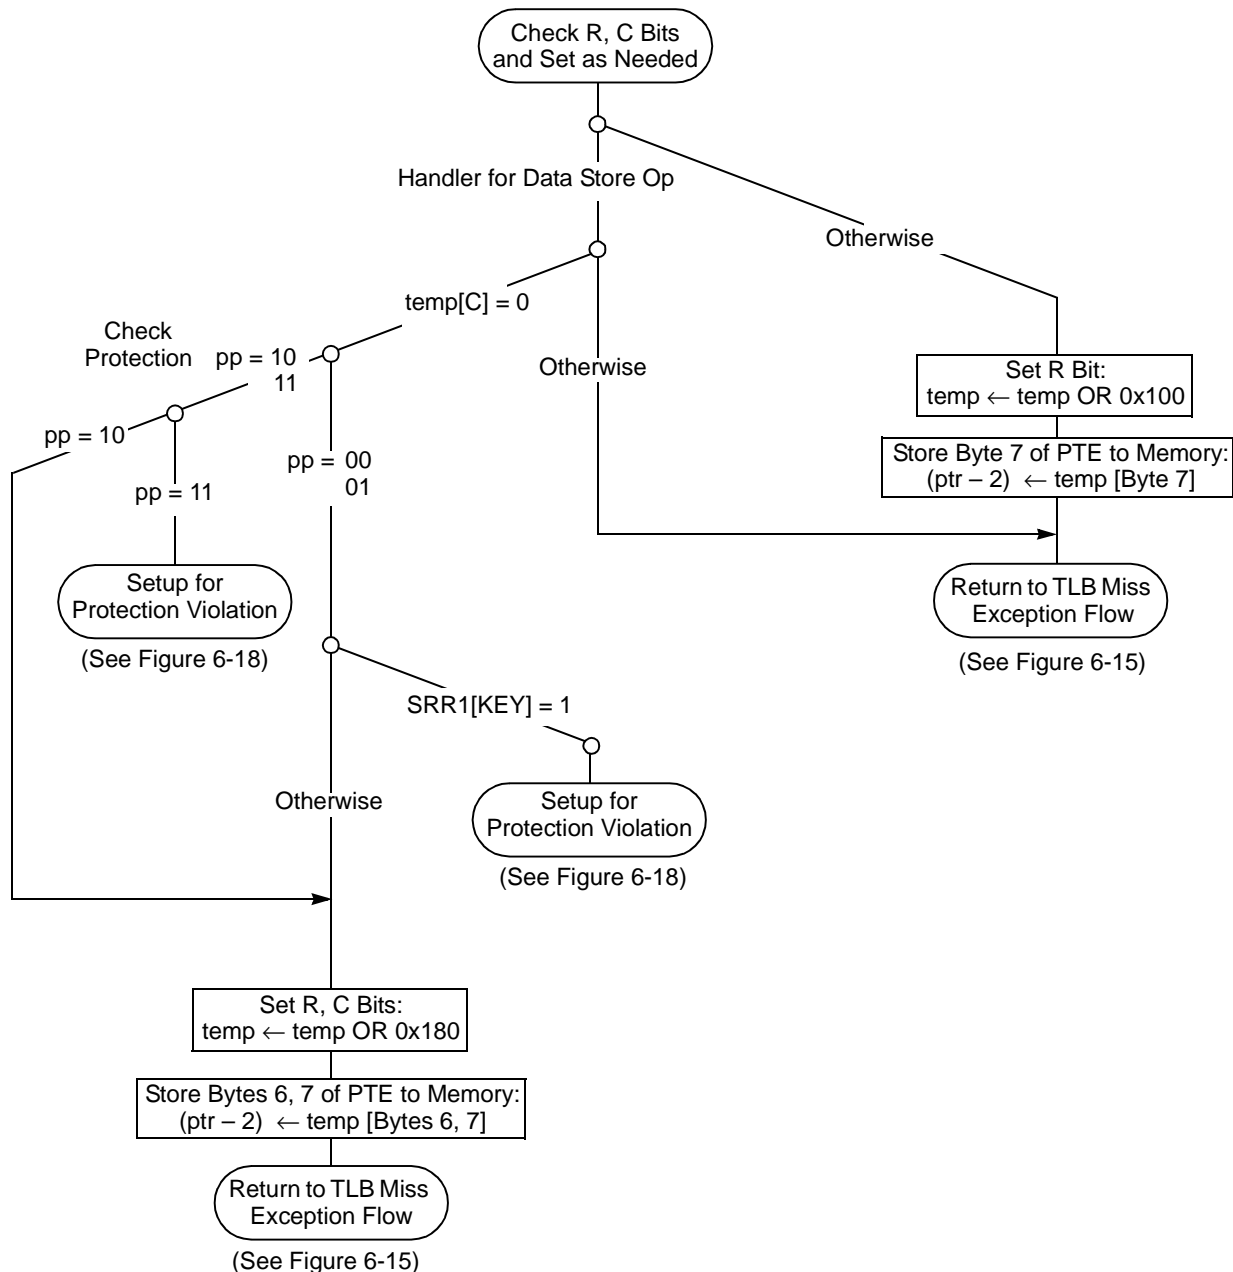 Check R, C Bits
and Set as Needed
Handler for Data Store Op
Otherwise
temp[C] = 0
Check
Protection
pp = 10
11
Otherwise
Set R Bit:
temp ← temp OR 0x100
pp = 10
pp = 00
01
Store Byte 7 of PTE to Memory:
(ptr – 2) ← temp [Byte 7]
pp = 11
Setup for
Protection Violation
(See Figure 6-18)
Return to TLB Miss
Exception Flow
(See Figure 6-15)
SRR1[KEY] = 1
Otherwise
Setup for
Protection Violation
(See Figure 6-18)
Set R, C Bits:
temp ← temp OR 0x180
Store Bytes 6, 7 of PTE to Memory:
(ptr – 2) ← temp [Bytes 6, 7]
Return to TLB Miss
Exception Flow
(See Figure 6-15)